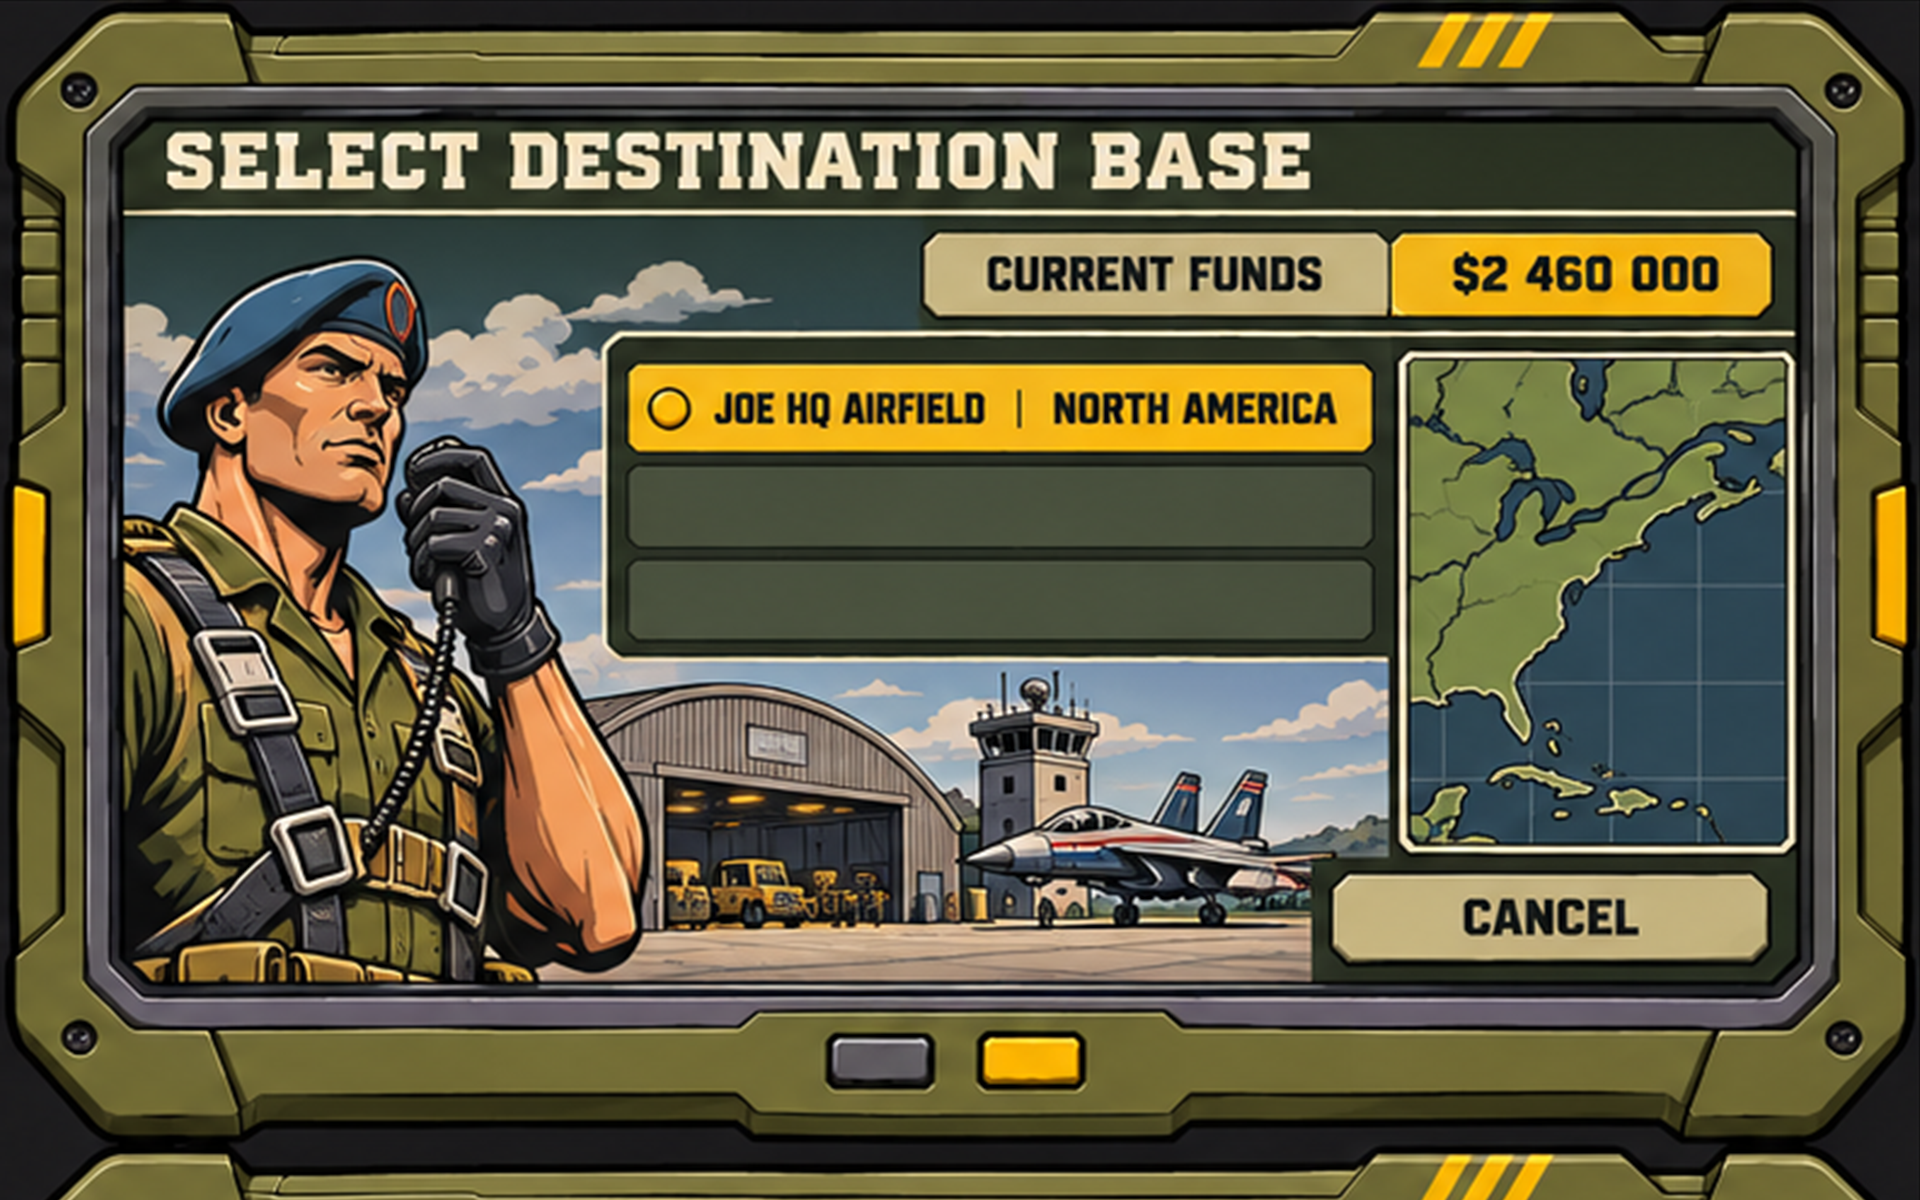 SELECT DESTINATION BASE
CURRENT FUNDS $2 460 000
JOE HQ AIRFIELD | NORTH AMERICA
CANCEL